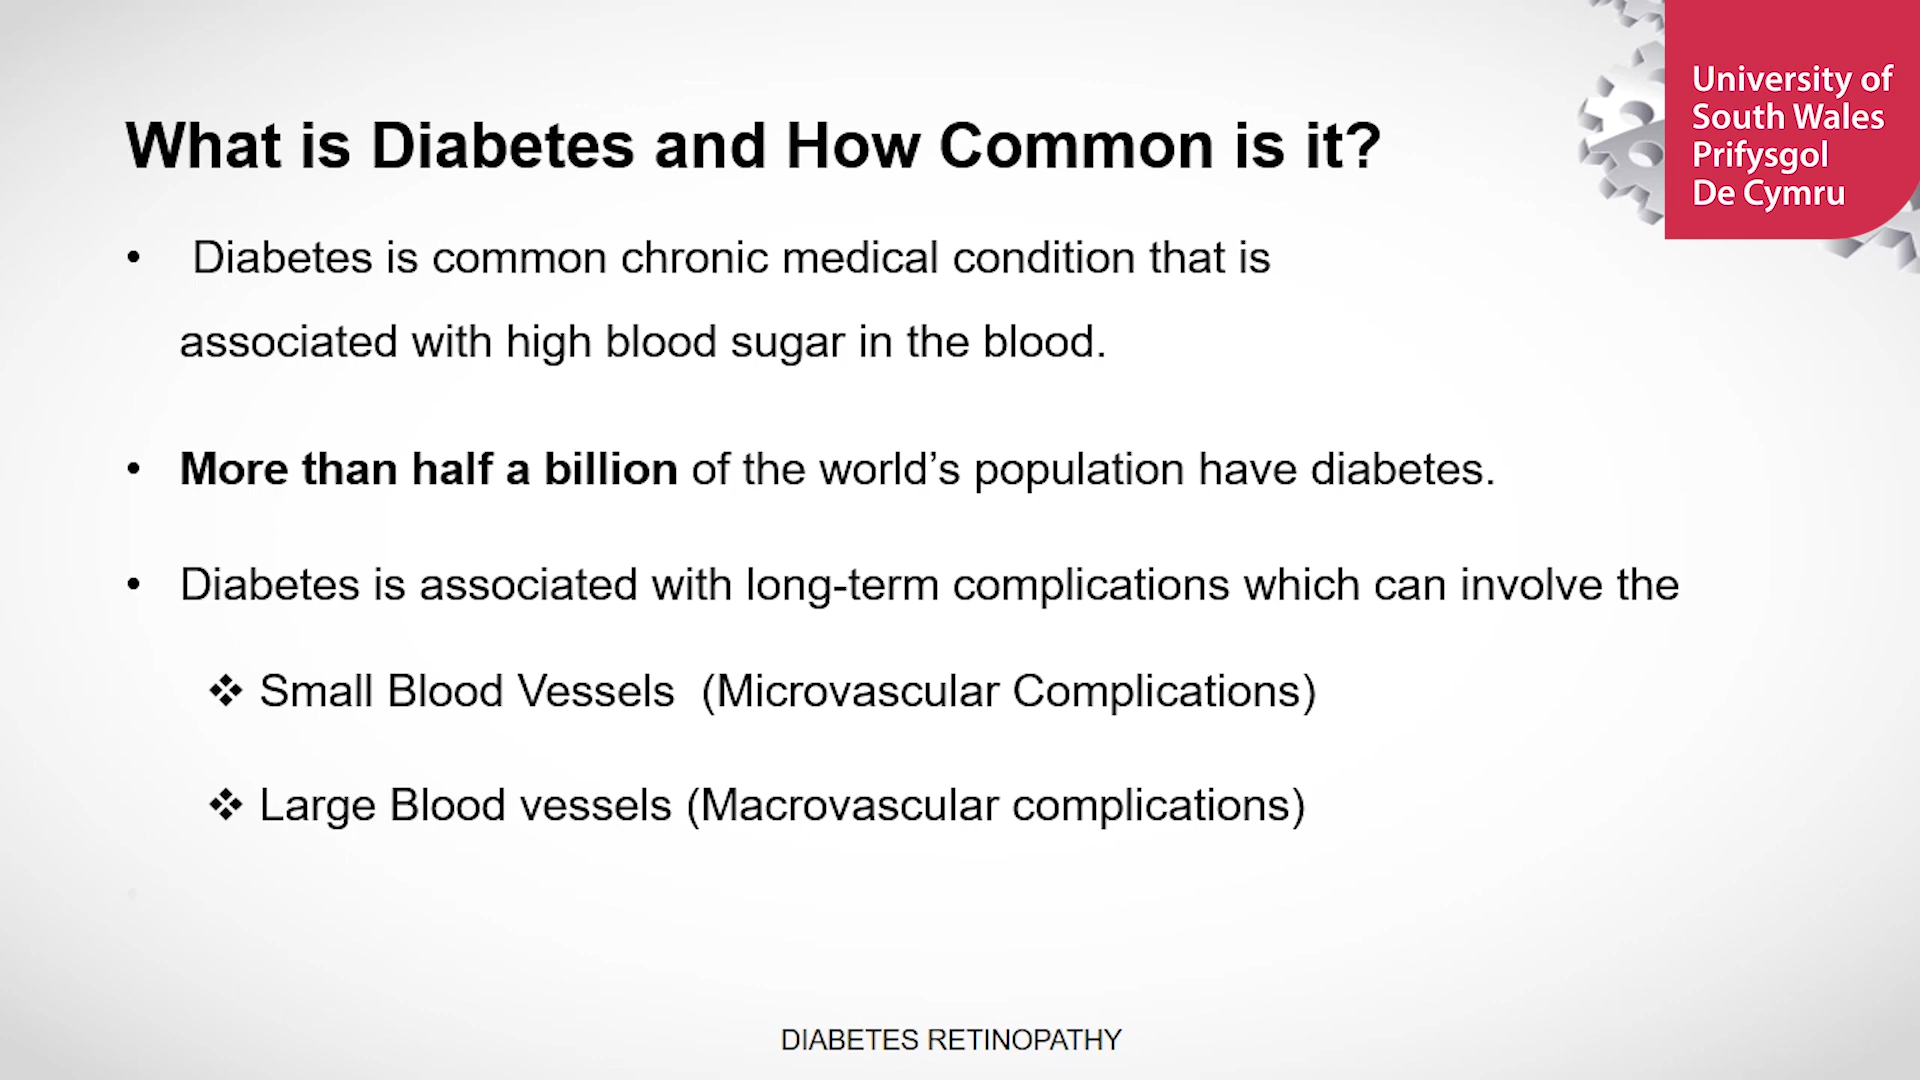 What is Diabetes and How Common is it?
University of
South Wales
Prifysgol
De Cymru
• Diabetes is common chronic medical condition that is
associated with high blood sugar in the blood.
• More than half a billion of the world’s population have diabetes.
• Diabetes is associated with long-term complications which can involve the
❖ Small Blood Vessels (Microvascular Complications)
❖ Large Blood vessels (Macrovascular complications)
DIABETES RETINOPATHY